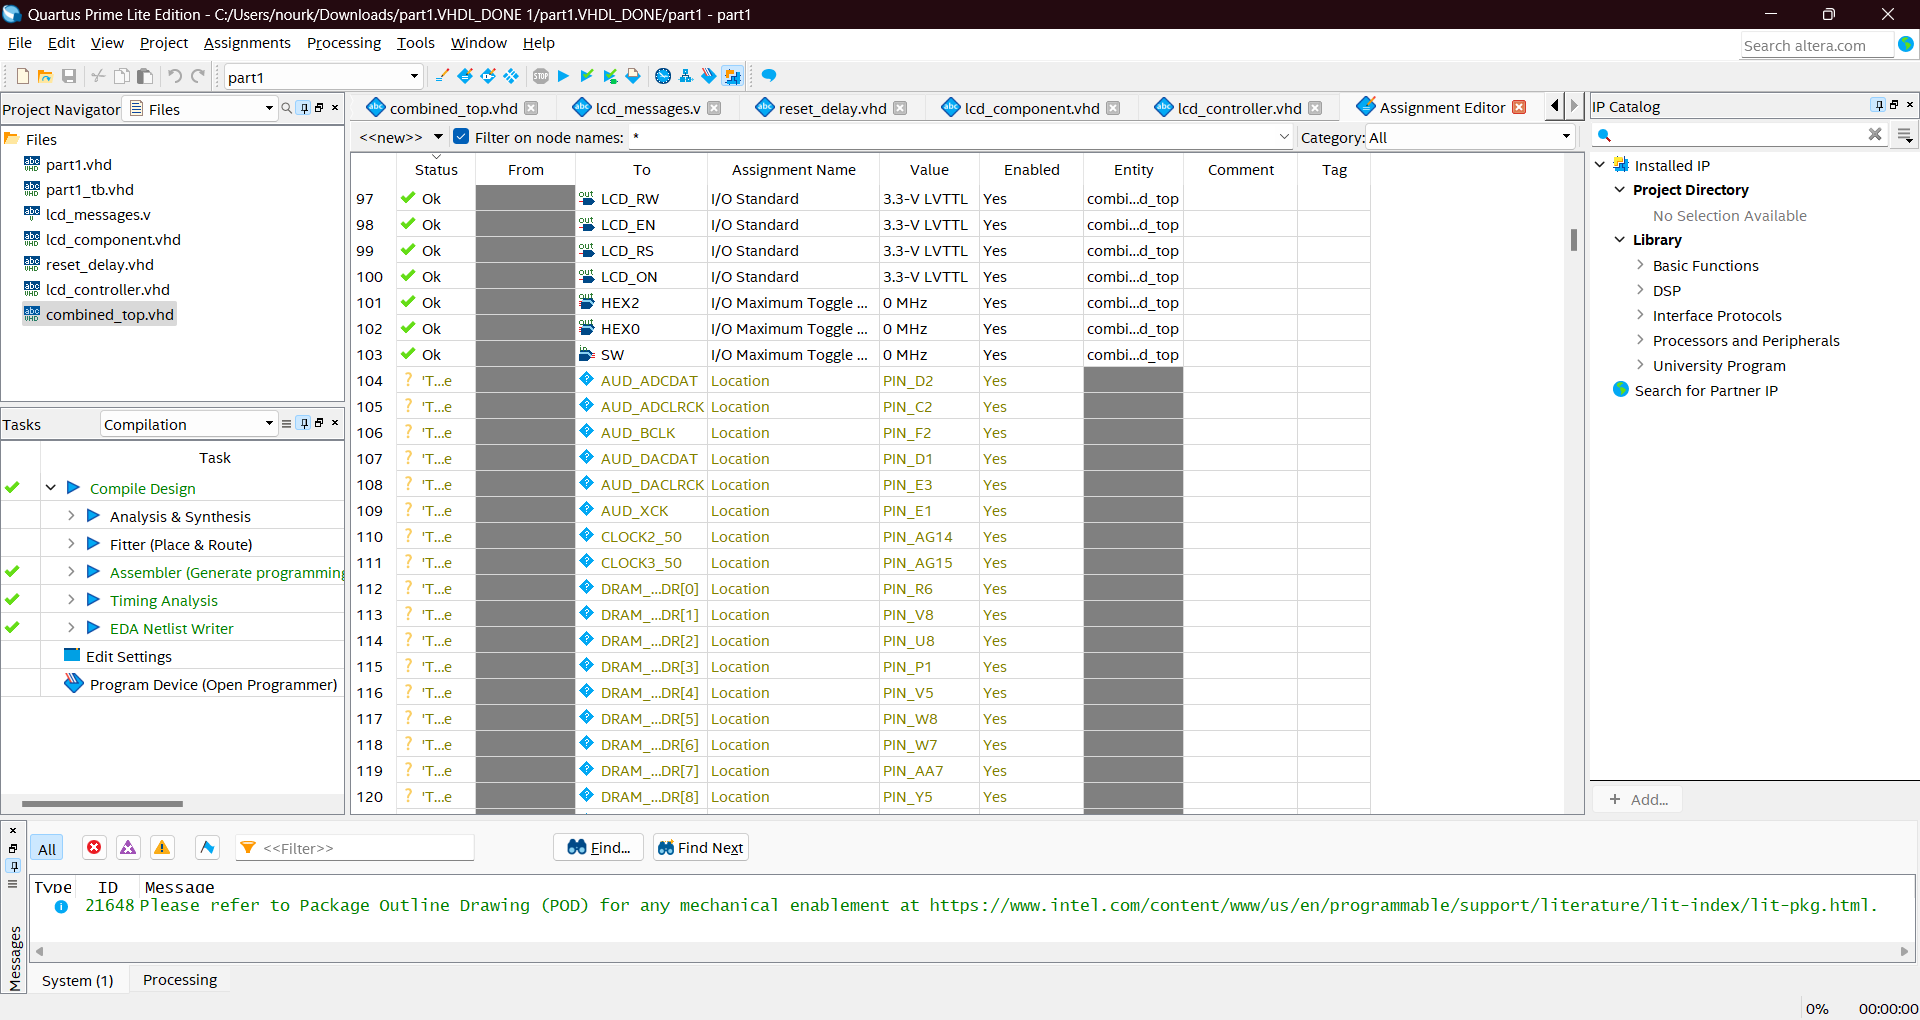 Quartus Prime Lite Edition - C:/Users/nourk/Downloads/part1.VHDL_DONE 1/part1.VHDL_DONE/part1 - part1
File Edit View Project Assignments Processing Tools Window Help
Search altera.com
part1
Project Navigator Files
Files
part1.vhd
part1_tb.vhd
lcd_messages.v
lcd_component.vhd
reset_delay.vhd
lcd_controller.vhd
combined_top.vhd
Tasks Compilation
Task
Compile Design
Analysis & Synthesis
Fitter (Place & Route)
Assembler (Generate programming
Timing Analysis
EDA Netlist Writer
Edit Settings
Program Device (Open Programmer)
combined_top.vhd lcd_messages.v reset_delay.vhd lcd_component.vhd lcd_controller.vhd Assignment Editor
<<new>> Filter on node names: * Category: All
Status From To Assignment Name Value Enabled Entity Comment Tag
97 Ok LCD_RW I/O Standard 3.3-V LVTTL Yes combi...d_top
98 Ok LCD_EN I/O Standard 3.3-V LVTTL Yes combi...d_top
99 Ok LCD_RS I/O Standard 3.3-V LVTTL Yes combi...d_top
100 Ok LCD_ON I/O Standard 3.3-V LVTTL Yes combi...d_top
101 Ok HEX2 I/O Maximum Toggle ... 0 MHz Yes combi...d_top
102 Ok HEX0 I/O Maximum Toggle ... 0 MHz Yes combi...d_top
103 Ok SW I/O Maximum Toggle ... 0 MHz Yes combi...d_top
104 ? 'T...e AUD_ADCDAT Location PIN_D2 Yes
105 ? 'T...e AUD_ADCLRCK Location PIN_C2 Yes
106 ? 'T...e AUD_BCLK Location PIN_F2 Yes
107 ? 'T...e AUD_DACDAT Location PIN_D1 Yes
108 ? 'T...e AUD_DACLRCK Location PIN_E3 Yes
109 ? 'T...e AUD_XCK Location PIN_E1 Yes
110 ? 'T...e CLOCK2_50 Location PIN_AG14 Yes
111 ? 'T...e CLOCK3_50 Location PIN_AG15 Yes
112 ? 'T...e DRAM_...DR[0] Location PIN_R6 Yes
113 ? 'T...e DRAM_...DR[1] Location PIN_V8 Yes
114 ? 'T...e DRAM_...DR[2] Location PIN_U8 Yes
115 ? 'T...e DRAM_...DR[3] Location PIN_P1 Yes
116 ? 'T...e DRAM_...DR[4] Location PIN_V5 Yes
117 ? 'T...e DRAM_...DR[5] Location PIN_W8 Yes
118 ? 'T...e DRAM_...DR[6] Location PIN_W7 Yes
119 ? 'T...e DRAM_...DR[7] Location PIN_AA7 Yes
120 ? 'T...e DRAM_...DR[8] Location PIN_Y5 Yes
IP Catalog
Installed IP
Project Directory
No Selection Available
Library
Basic Functions
DSP
Interface Protocols
Processors and Peripherals
University Program
Search for Partner IP
+ Add...
All <<Filter>> Find... Find Next
Type ID Message
21648 Please refer to Package Outline Drawing (POD) for any mechanical enablement at https://www.intel.com/content/www/us/en/programmable/support/literature/lit-index/lit-pkg.html.
Messages
System (1) Processing
0% 00:00:00